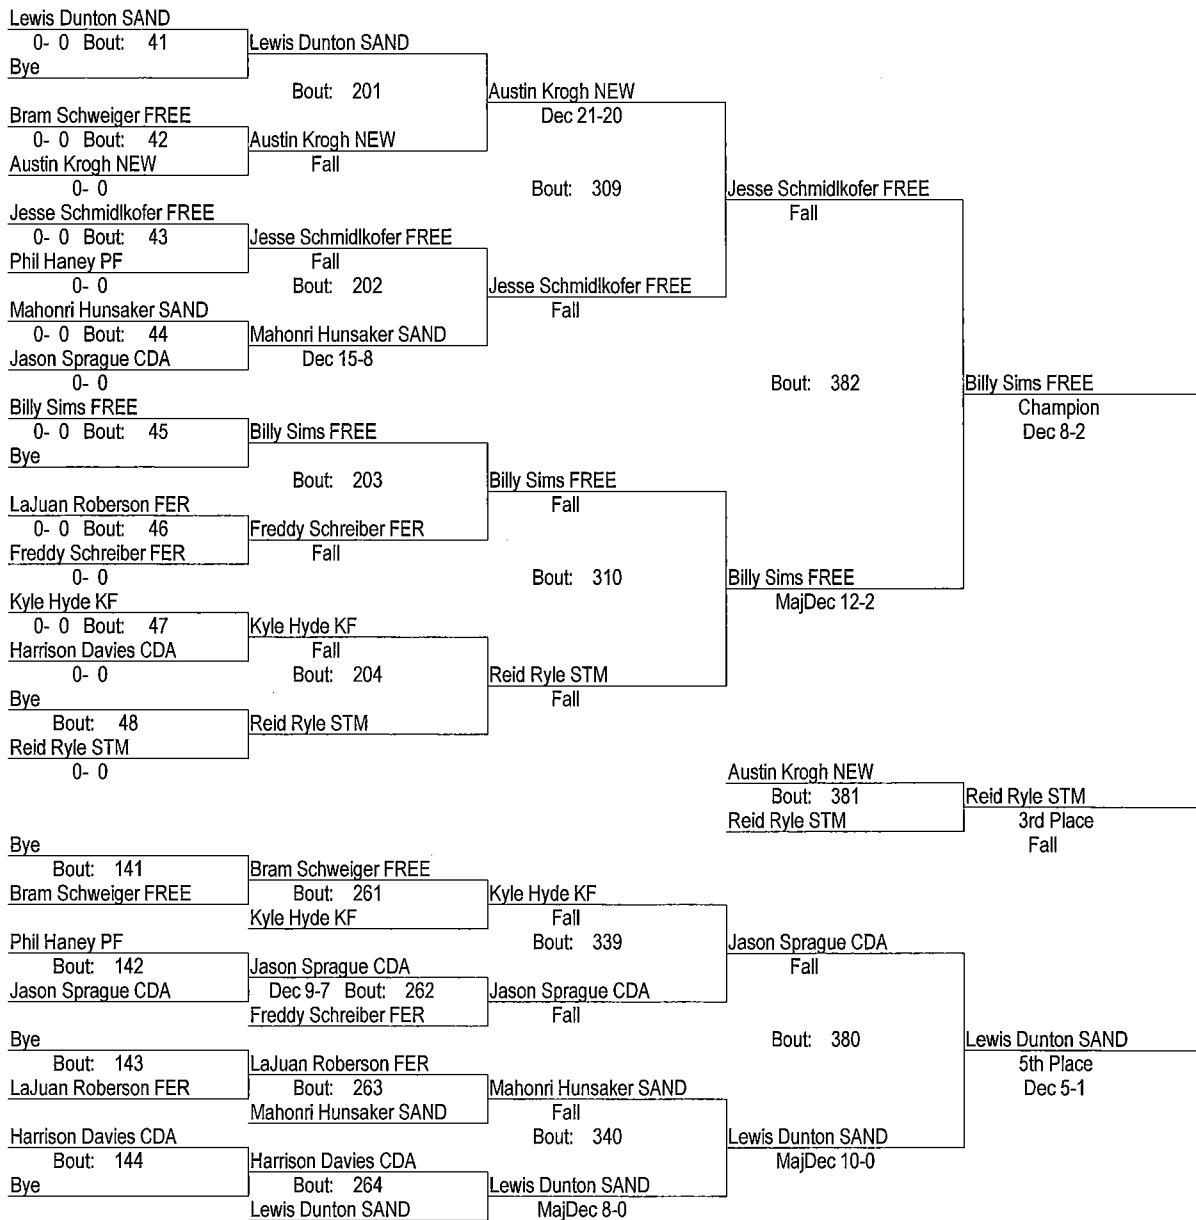 Lewis Dunton SAND
0- 0 Bout: 41
Lewis Dunton SAND
Bye
Bout: 201
Austin Krogh NEW
Dec 21-20
Bram Schweiger FREE
0- 0 Bout: 42
Austin Krogh NEW
Austin Krogh NEW
Fall
0- 0
Bout: 309
Jesse Schmidlkofer FREE
Fall
Jesse Schmidlkofer FREE
0- 0 Bout: 43
Jesse Schmidlkofer FREE
Phil Haney PF
Fall
0- 0
Bout: 202
Jesse Schmidlkofer FREE
Fall
Mahonri Hunsaker SAND
0- 0 Bout: 44
Mahonri Hunsaker SAND
Jason Sprague CDA
Dec 15-8
0- 0
Bout: 382
Billy Sims FREE
Champion
Dec 8-2
Billy Sims FREE
0- 0 Bout: 45
Billy Sims FREE
Bye
Bout: 203
Billy Sims FREE
Fall
LaJuan Roberson FER
0- 0 Bout: 46
Freddy Schreiber FER
Freddy Schreiber FER
Fall
0- 0
Bout: 310
Billy Sims FREE
MajDec 12-2
Kyle Hyde KF
0- 0 Bout: 47
Kyle Hyde KF
Harrison Davies CDA
Fall
0- 0
Bout: 204
Reid Ryle STM
Fall
Bye
Bout: 48
Reid Ryle STM
Reid Ryle STM
0- 0
Austin Krogh NEW
Bout: 381
Reid Ryle STM
Reid Ryle STM
3rd Place
Fall
Bye
Bout: 141
Bram Schweiger FREE
Bram Schweiger FREE
Bout: 261
Kyle Hyde KF
Kyle Hyde KF
Fall
Bout: 339
Jason Sprague CDA
Fall
Phil Haney PF
Bout: 142
Jason Sprague CDA
Jason Sprague CDA
Dec 9-7 Bout: 262
Jason Sprague CDA
Freddy Schreiber FER
Fall
Bout: 380
Lewis Dunton SAND
5th Place
Dec 5-1
Bye
Bout: 143
LaJuan Roberson FER
LaJuan Roberson FER
Bout: 263
Mahonri Hunsaker SAND
Mahonri Hunsaker SAND
Fall
Bout: 340
Lewis Dunton SAND
MajDec 10-0
Harrison Davies CDA
Bout: 144
Harrison Davies CDA
Bye
Bout: 264
Lewis Dunton SAND
Lewis Dunton SAND
MajDec 8-0